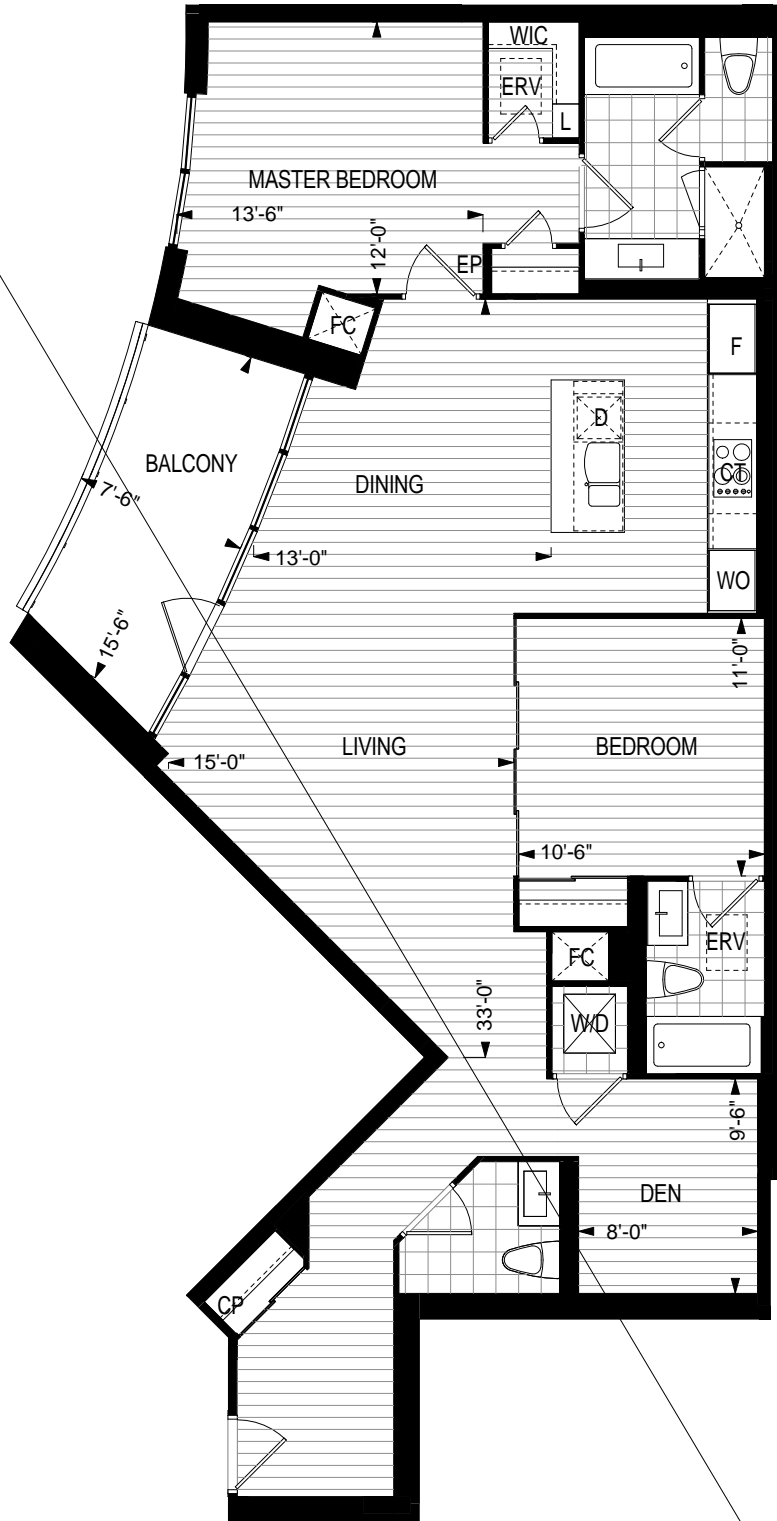 WIC
ERV
L
MASTER BEDROOM
13'-6"
12'-0"
EP
FC
F
D
BALCONY
CT
DINING
7'-6"
13'-0"
WO
15'-6"
11'-0"
LIVING
BEDROOM
15'-0"
10'-6"
ERV
FC
33'-0"
W/D
9'-6"
DEN
8'-0"
CP